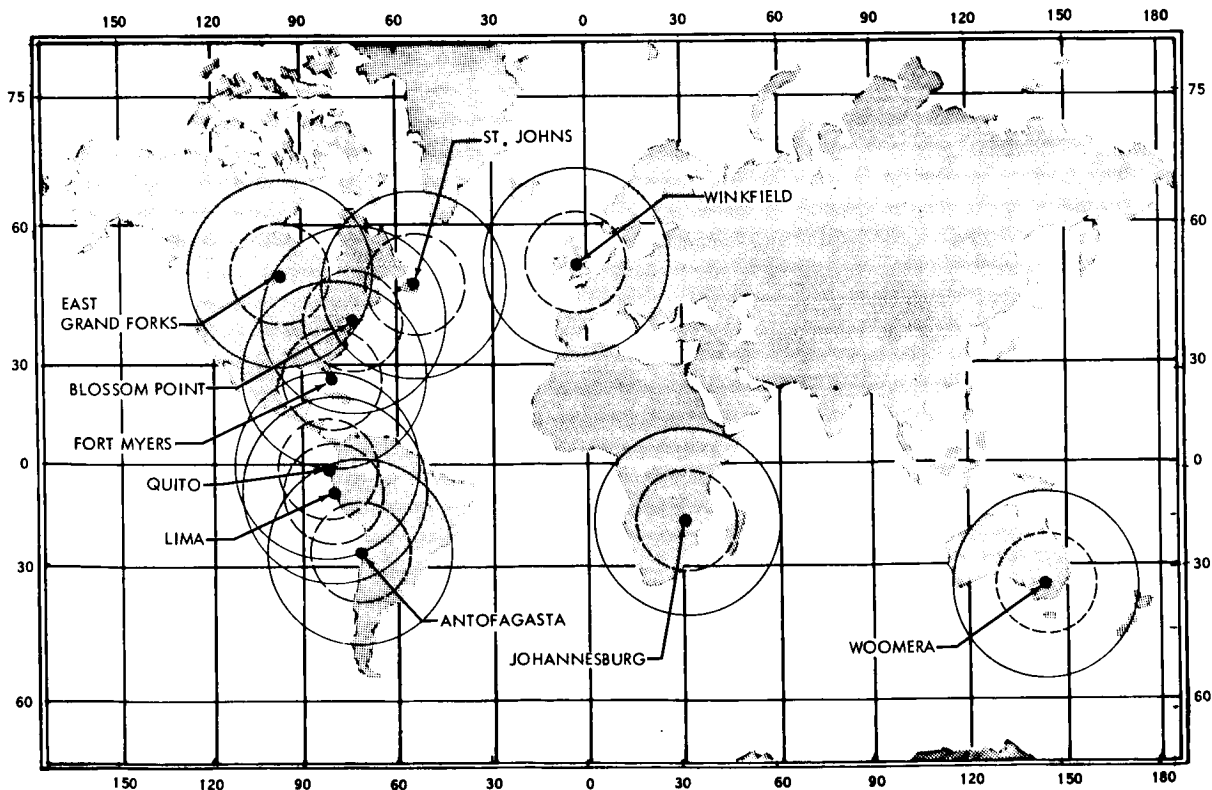 150 120 90 60 30 0 30 60 90 120 150 180
75 75
ST. JOHNS
WINKFIELD
60 60
EAST
GRAND FORKS
30 30
BLOSSOM POINT
FORT MYERS
0 0
QUITO
LIMA
30 30
ANTOFAGASTA
JOHANNESBURG
WOOMERA
60 60
150 120 90 60 30 0 30 60 90 120 150 180